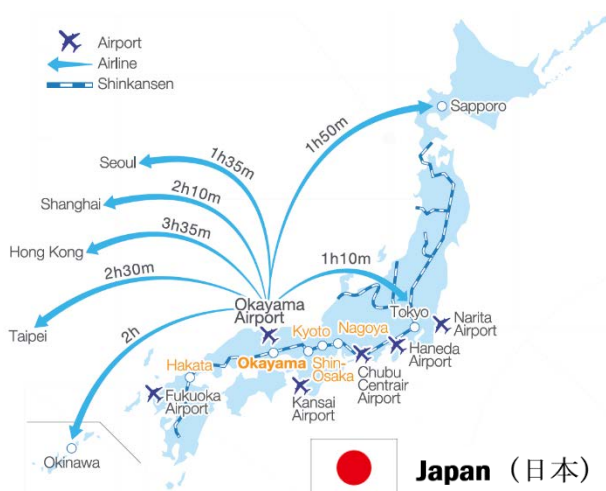 Airport
Airline
Shinkansen
Sapporo
1h50m
Seoul
1h35m
Shanghai
2h10m
Hong Kong
3h35m
2h30m
1h10m
Taipei
2h
Okayama
Airport
Tokyo
Narita
Airport
Kyoto
Nagoya
Haneda
Airport
Hakata
Okayama
Shin-
Osaka
Chubu
Centrair
Airport
Fukuoka
Airport
Kansai
Airport
Okinawa
Japan (日本)